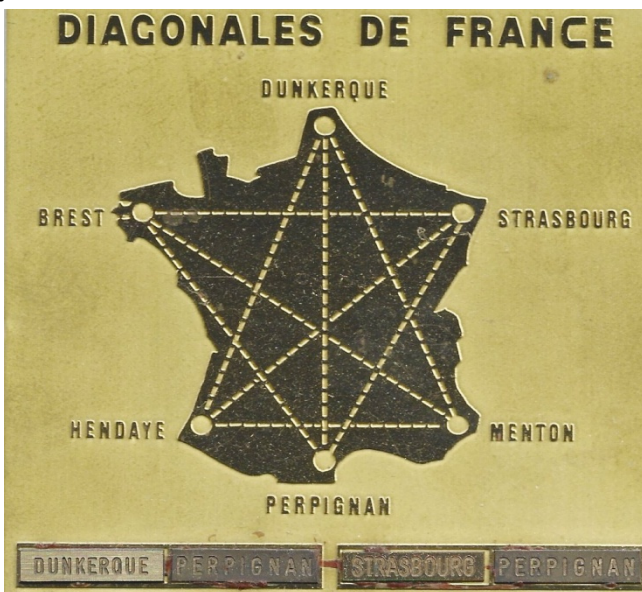 DIAGONALES DE FRANCE
DUNKERQUE
BREST
STRASBOURG
HENDAYE
MENTON
PERPIGNAN
DUNKERQUE PERPIGNAN STRASBOURG PERPIGNAN